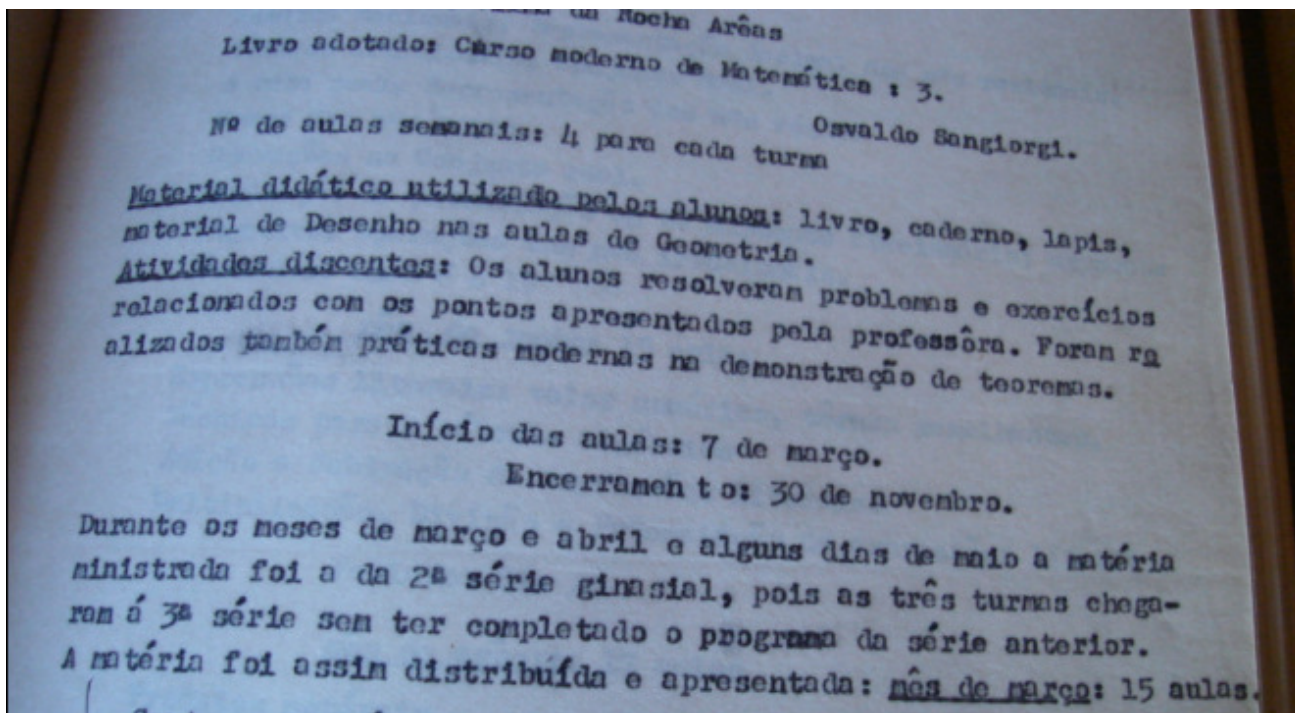 da Rocha Arêas
Livro adotado: Curso moderno de Matemática : 3.
Osvaldo Sangiorgi.
Nº de aulas semanais: 4 para cada turma
Material didático utilizado pelos alunos: livro, caderno, lapis,
material de Desenho nas aulas de Geometria.
Atividades discentes: Os alunos resolveram problemas e exercícios
relacionados com os pontos apresentados pela professôra. Foram re
alizados também práticas modernas na demonstração de teoremas.
Início das aulas: 7 de março.
Encerramen t o: 30 de novembro.
Durante os meses de março e abril e alguns dias de maio a matéria
ministrada foi a da 2ª série ginasial, pois as três turmas chega-
ram á 3ª série sem ter completado o programa da série anterior.
A matéria foi assim distribuída e apresentada: mês de março: 15 aulas.